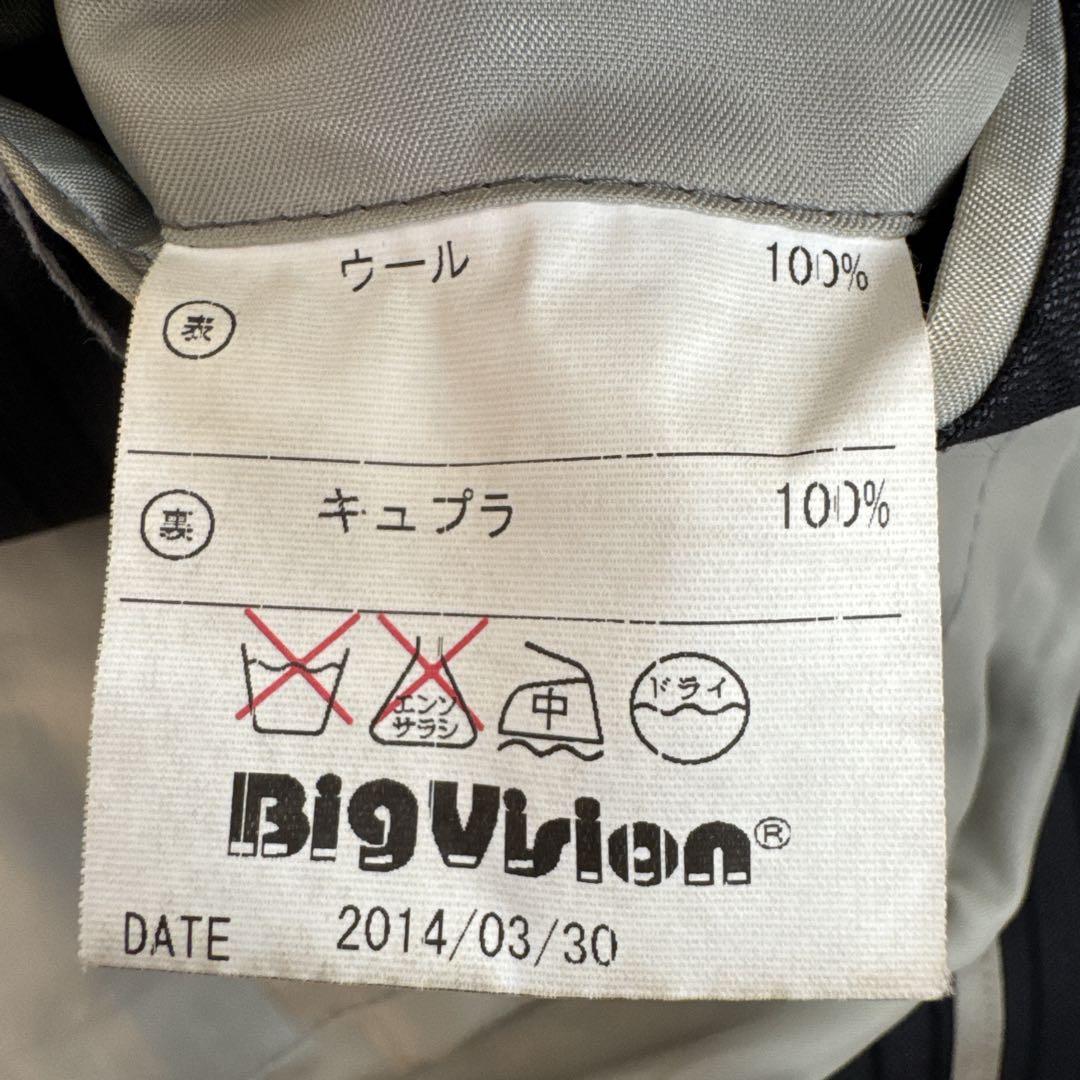 ウール 100%
表
裏 キュプラ 100%
エンソ
サラシ
中
ドライ
BigVision®
DATE 2014/03/30